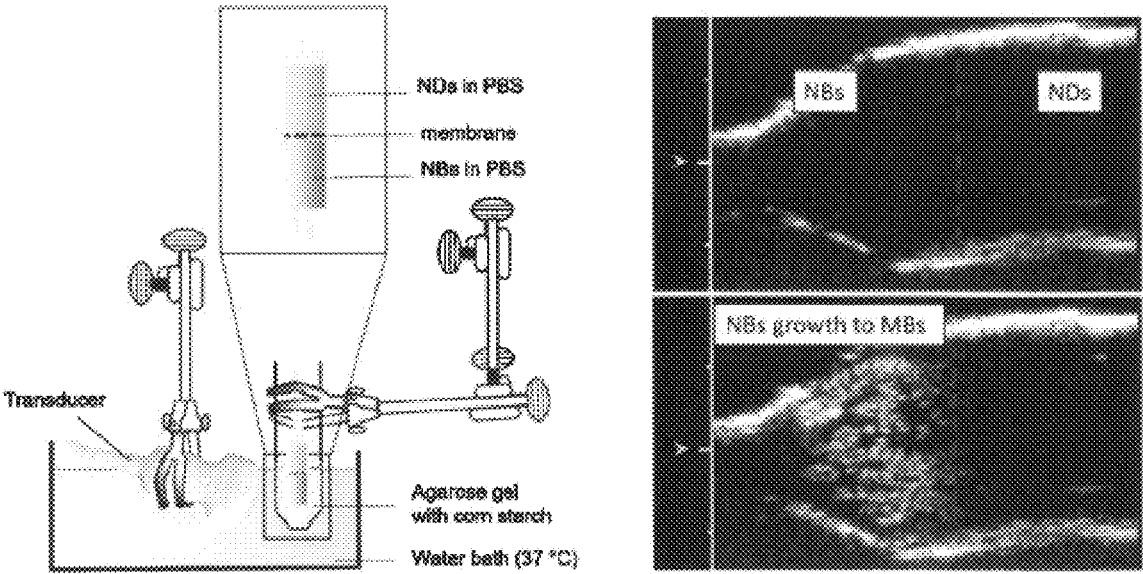 NDs in PBS
membrane
NBs in PBS
Transducer
Agarose gel
with corn starch
Water bath (37 °C)
NBs
NDs
NBs growth to MBs